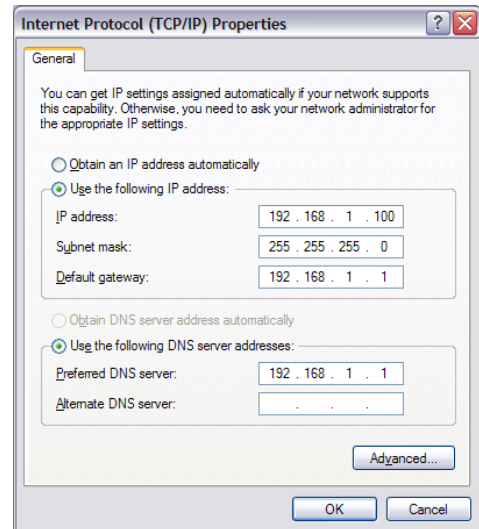 Internet Protocol (TCP/IP) Properties
General
You can get IP settings assigned automatically if your network supports
this capability. Otherwise, you need to ask your network administrator for
the appropriate IP settings.
Obtain an IP address automatically
Use the following IP address:
IP address: 192 . 168 . 1 . 100
Subnet mask: 255 . 255 . 255 . 0
Default gateway: 192 . 168 . 1 . 1
Obtain DNS server address automatically
Use the following DNS server addresses:
Preferred DNS server: 192 . 168 . 1 . 1
Alternate DNS server: . . .
Advanced...
OK Cancel